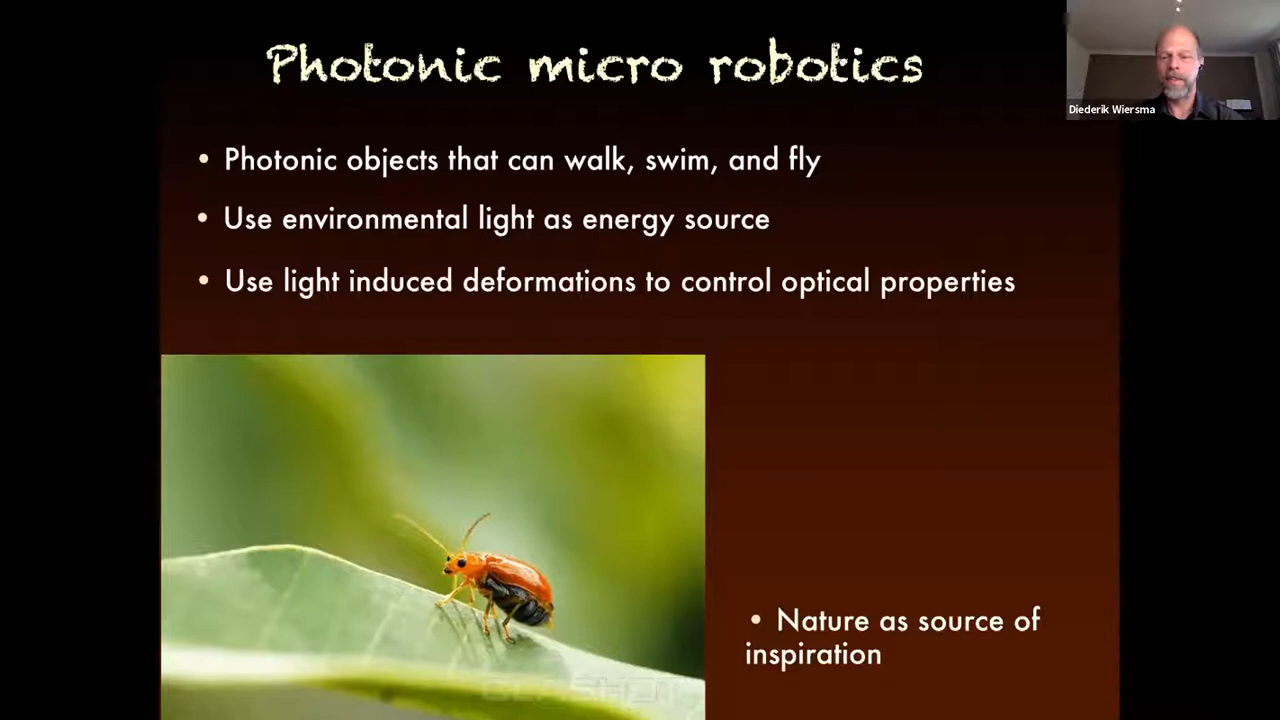 Photonic micro robotics
Diederik Wiersma
• Photonic objects that can walk, swim, and fly
• Use environmental light as energy source
• Use light induced deformations to control optical properties
• Nature as source of
inspiration